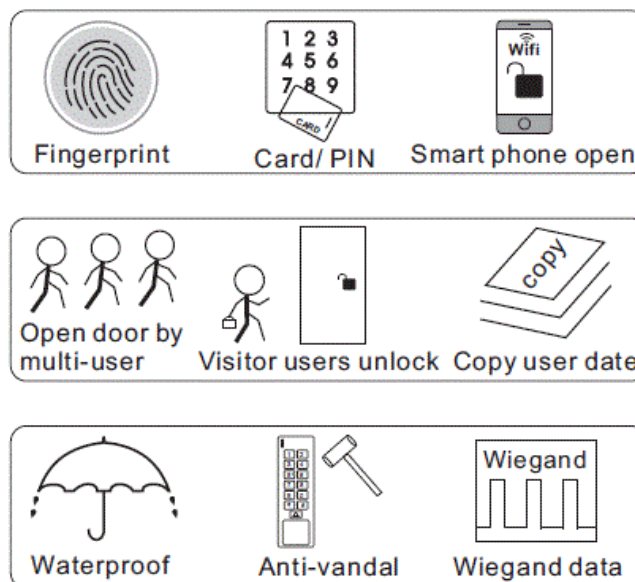 1 2 3
4 5 6
7 8 9
CARD
Wifi
Fingerprint
Card/ PIN
Smart phone open
copy
Open door by
multi-user
Visitor users unlock
Copy user date
Wiegand
Waterproof
Anti-vandal
Wiegand data